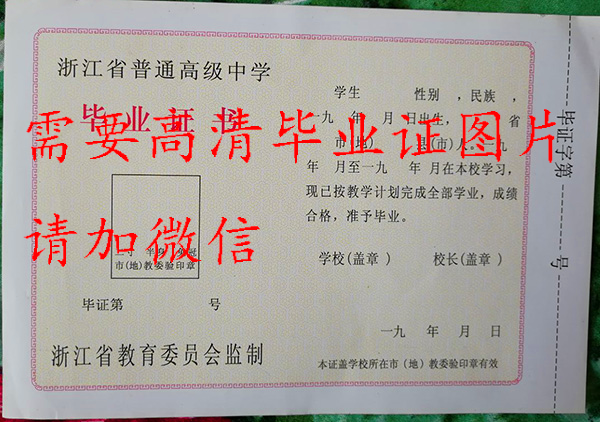 浙江省普通高级中学
毕业证书
需要高清毕业证图片
请加微信
市(地)教委验印章
毕证第 号
浙江省教育委员会监制
学生 性别 ，民族 ，
一九 年 月 日出生， 省
市(地) 县(市)人，一九
年 月至一九 年 月在本校学习，
现已按教学计划完成全部学业，成绩
合格，准予毕业。
学校(盖章) 校长(盖章)
一九 年 月 日
本证盖学校所在市（地）教委验印章有效
毕证字第 号